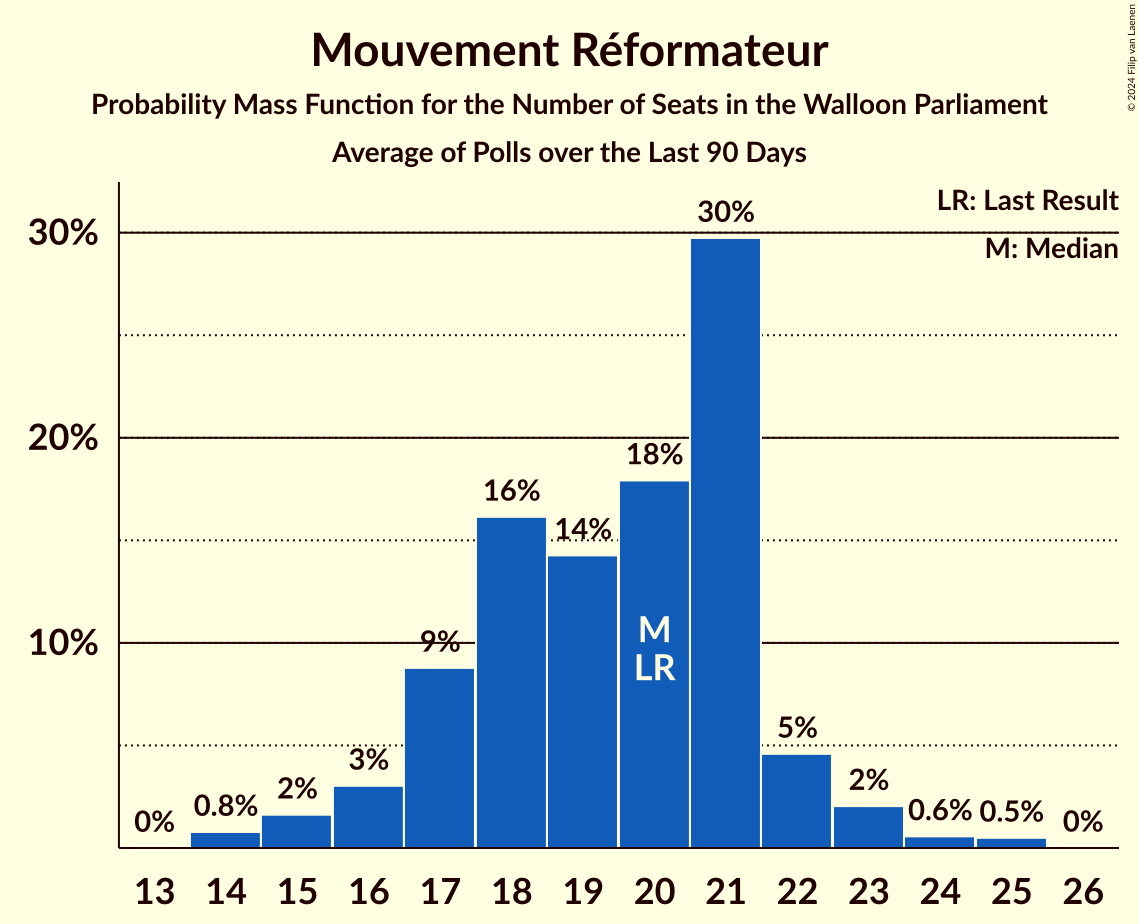 Mouvement Réformateur
Probability Mass Function for the Number of Seats in the Walloon Parliament
Average of Polls over the Last 90 Days
© 2024 Filip van Laenen
LR: Last Result
M: Median
30%
20%
10%
0%
0.8%
2%
3%
9%
16%
14%
18%
30%
5%
2%
0.6%
0.5%
0%
M
LR
13 14 15 16 17 18 19 20 21 22 23 24 25 26